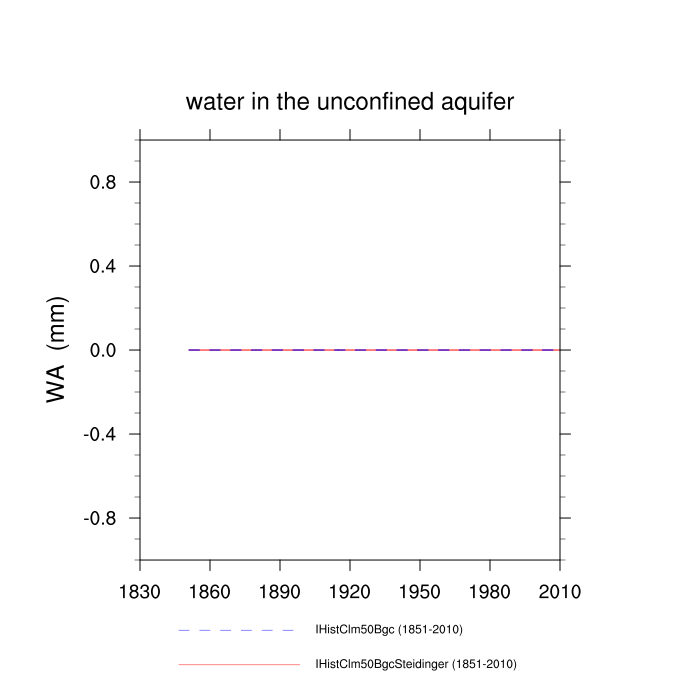 water in the unconfined aquifer
0.8
0.4
0.0
-0.4
-0.8
WA (mm)
1830 1860 1890 1920 1950 1980 2010
IHistClm50Bgc (1851-2010)
IHistClm50BgcSteidinger (1851-2010)